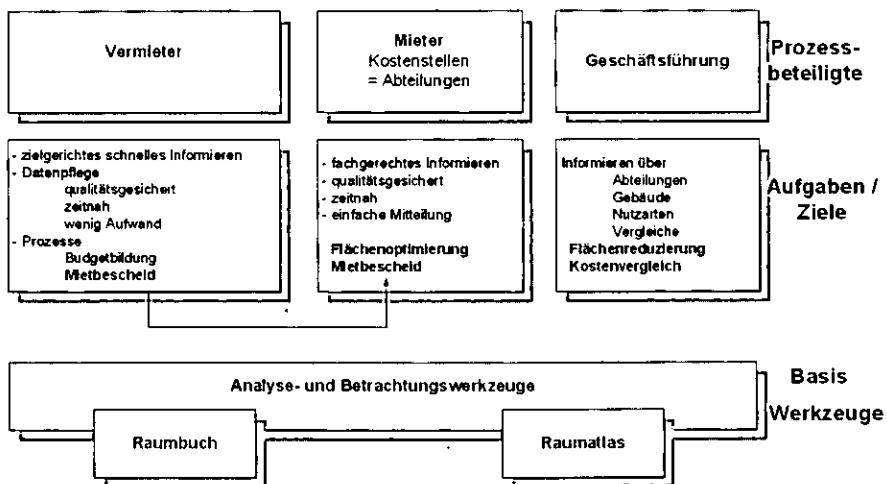 Vermieter
Mieter
Kostenstellen
= Abteilungen
Geschäftsführung
Prozess-
beteiligte
- zielgerichtes schnelles Informieren
- Datenpflege
qualitätsgesichert
zeitnah
wenig Aufwand
- Prozesse
Budgetbildung
Mietbescheid
- fachgerechtes Informieren
- qualitätsgesichert
- zeitnah
- einfache Mitteilung
Flächenoptimierung
Mietbescheid
Informieren über
Abteilungen
Gebäude
Nutzarten
Vergleiche
Flächenreduzierung
Kostenvergleich
Aufgaben /
Ziele
Analyse- und Betrachtungswerkzeuge
Basis
Werkzeuge
Raumbuch
Raumatlas